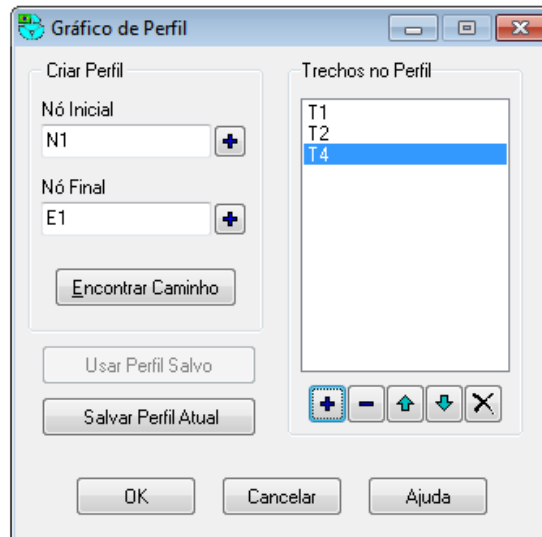 Gráfico de Perfil
Criar Perfil
Nó Inicial
N1
Nó Final
E1
Encontrar Caminho
Usar Perfil Salvo
Salvar Perfil Atual
Trechos no Perfil
T1
T2
T4
OK
Cancelar
Ajuda